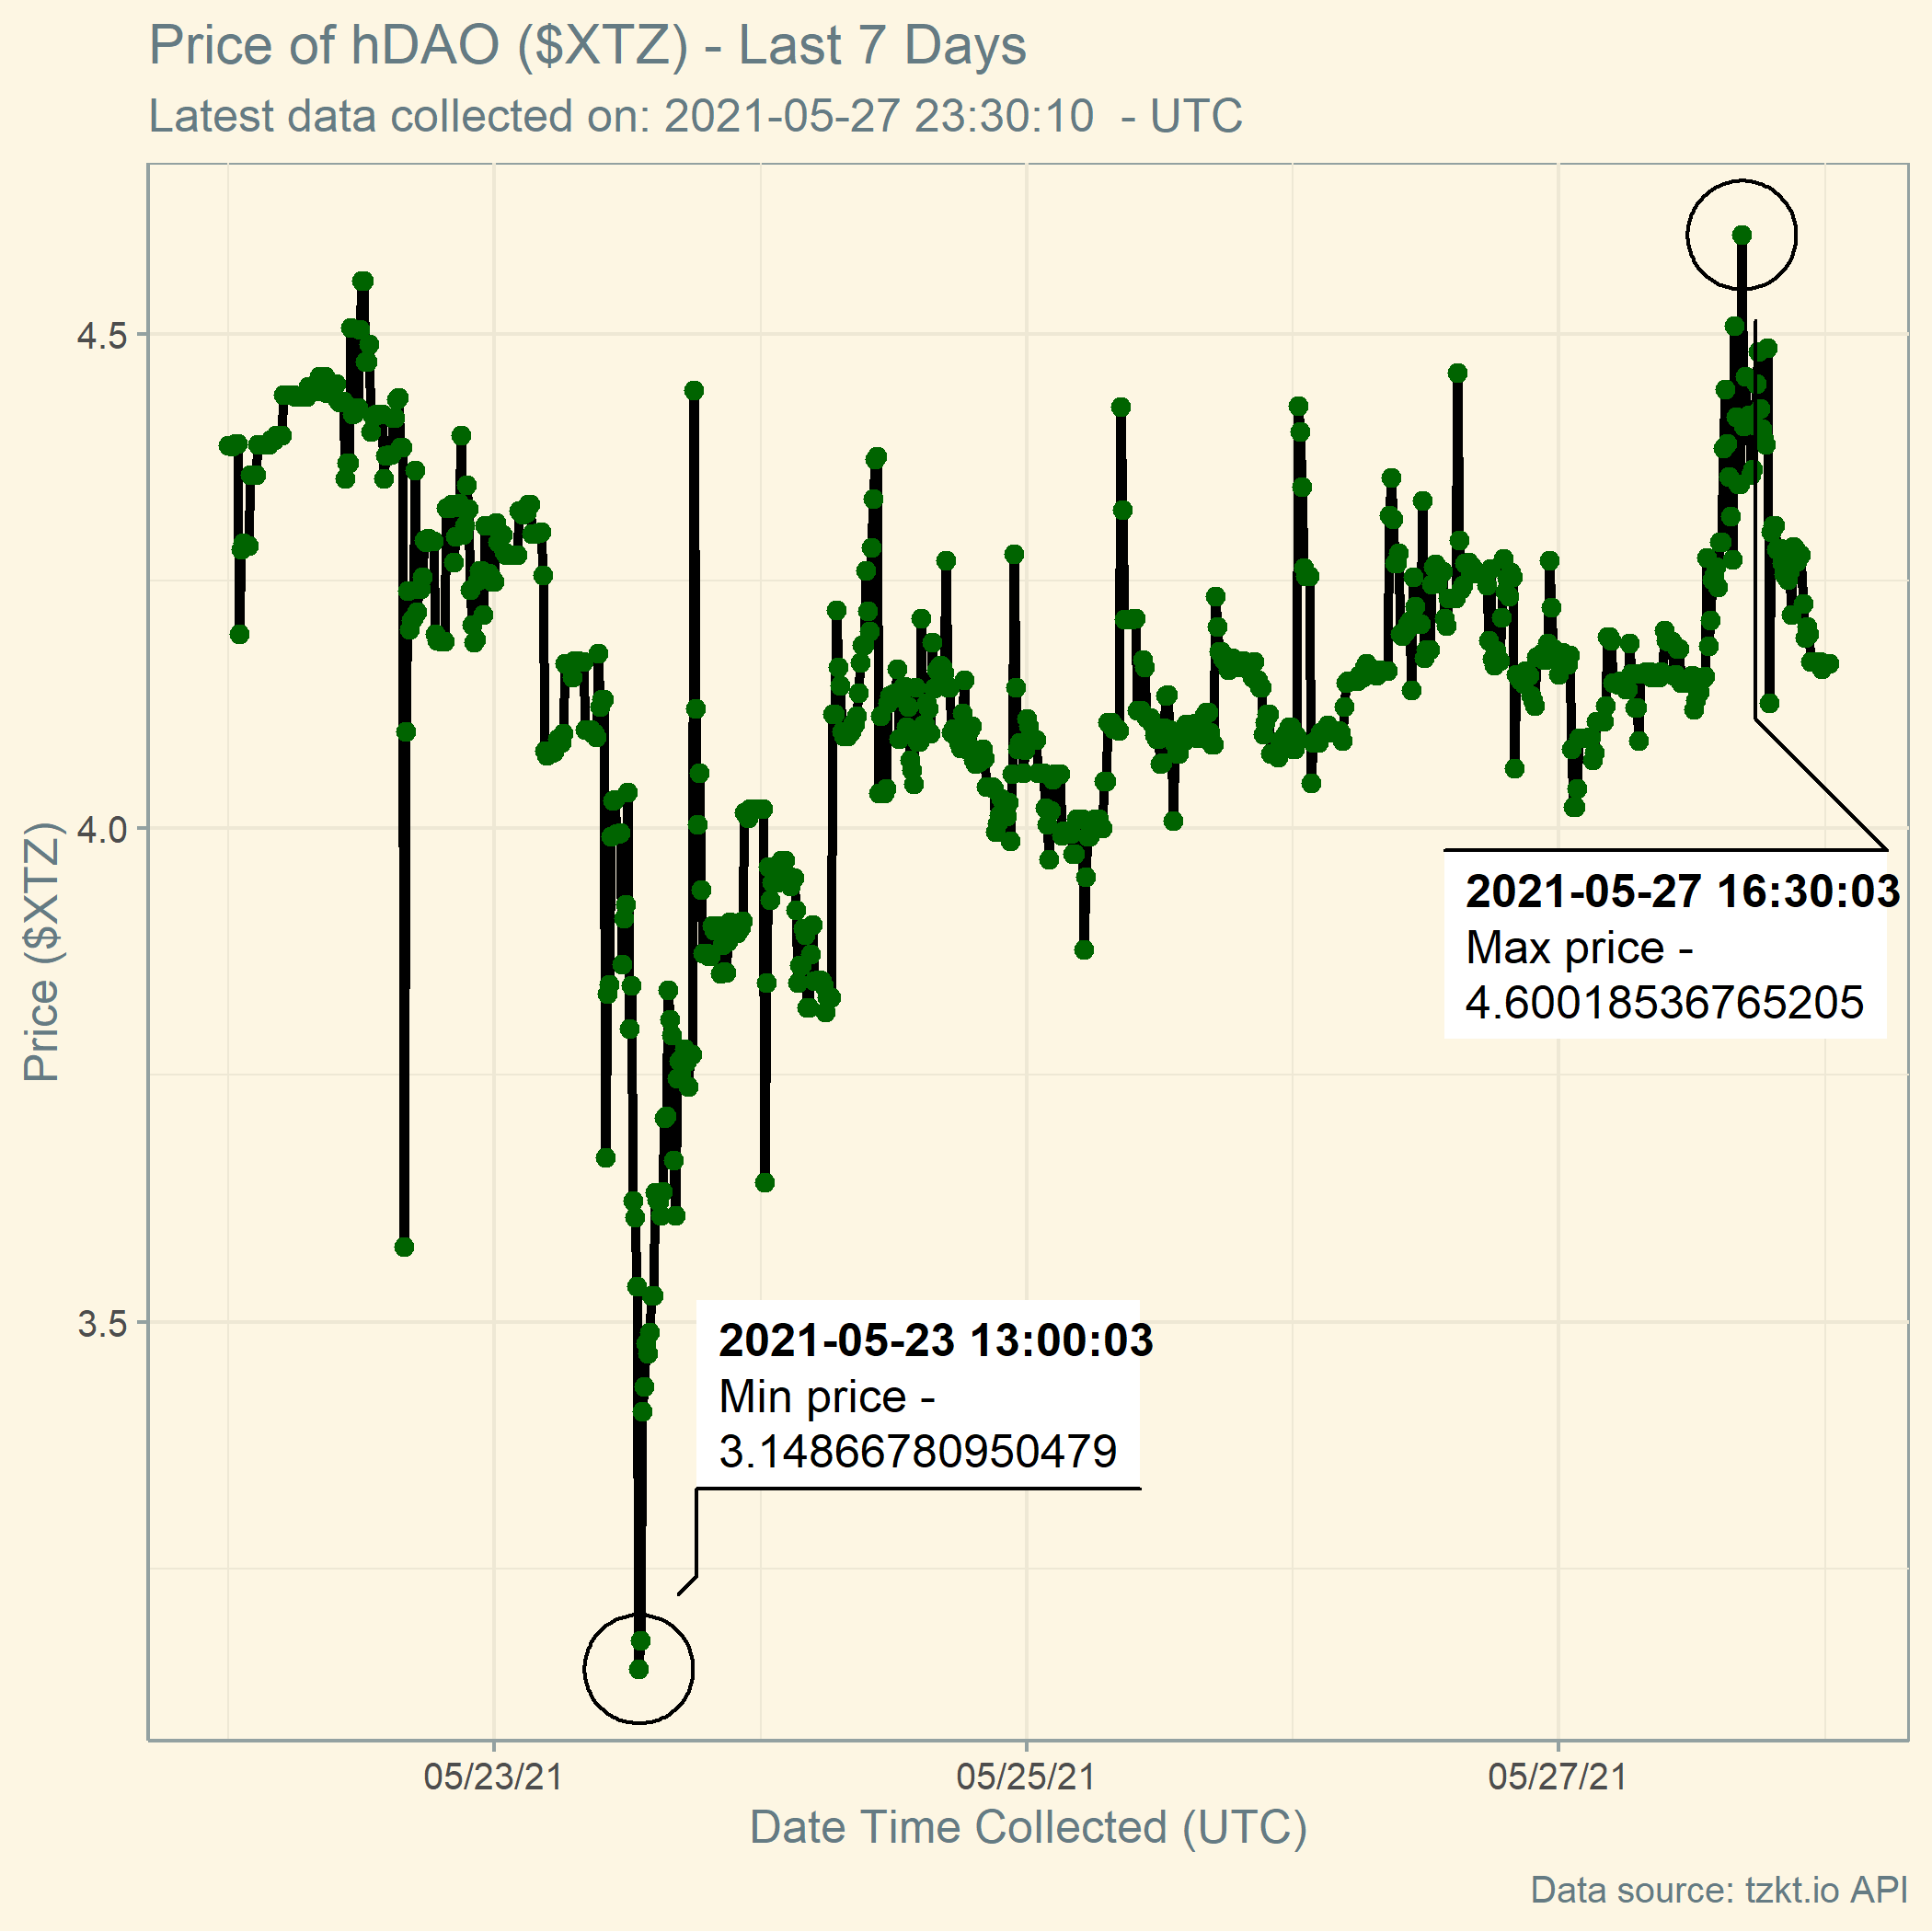 Price of hDAO ($XTZ) - Last 7 Days
Latest data collected on: 2021-05-27 23:30:10  - UTC
Price ($XTZ)
4.5
4.0
3.5
2021-05-27 16:30:03
Max price -
4.60018536765205
2021-05-23 13:00:03
Min price -
3.14866780950479
05/23/21
05/25/21
05/27/21
Date Time Collected (UTC)
Data source: tzkt.io API